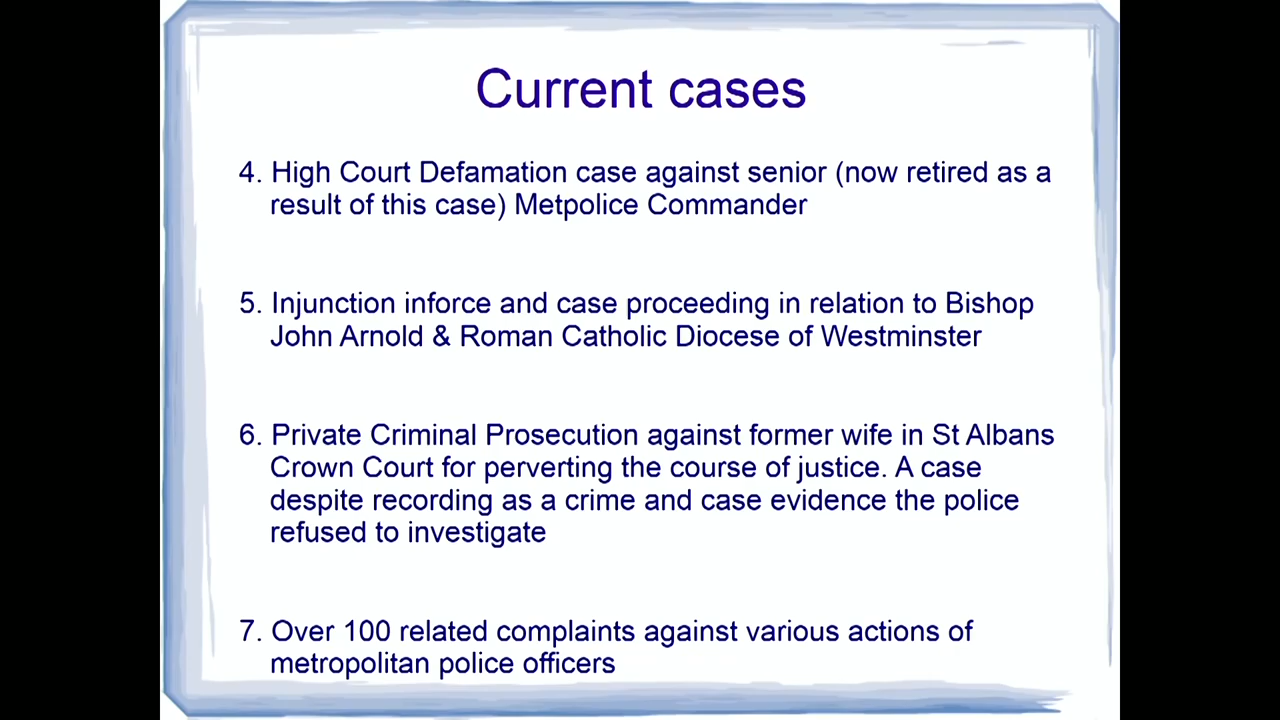 Current cases
4. High Court Defamation case against senior (now retired as a
result of this case) Metpolice Commander
5. Injunction inforce and case proceeding in relation to Bishop
John Arnold & Roman Catholic Diocese of Westminster
6. Private Criminal Prosecution against former wife in St Albans
Crown Court for perverting the course of justice. A case
despite recording as a crime and case evidence the police
refused to investigate
7. Over 100 related complaints against various actions of
metropolitan police officers